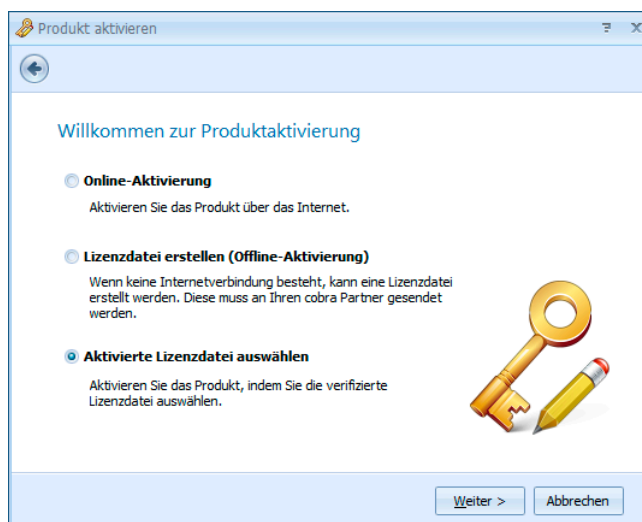 Produkt aktivieren
Willkommen zur Produktaktivierung
Online-Aktivierung
Aktivieren Sie das Produkt über das Internet.
Lizenzdatei erstellen (Offline-Aktivierung)
Wenn keine Internetverbindung besteht, kann eine Lizenzdatei
erstellt werden. Diese muss an Ihren cobra Partner gesendet
werden.
Aktivierte Lizenzdatei auswählen
Aktivieren Sie das Produkt, indem Sie die verifizierte
Lizenzdatei auswählen.
Weiter >
Abbrechen